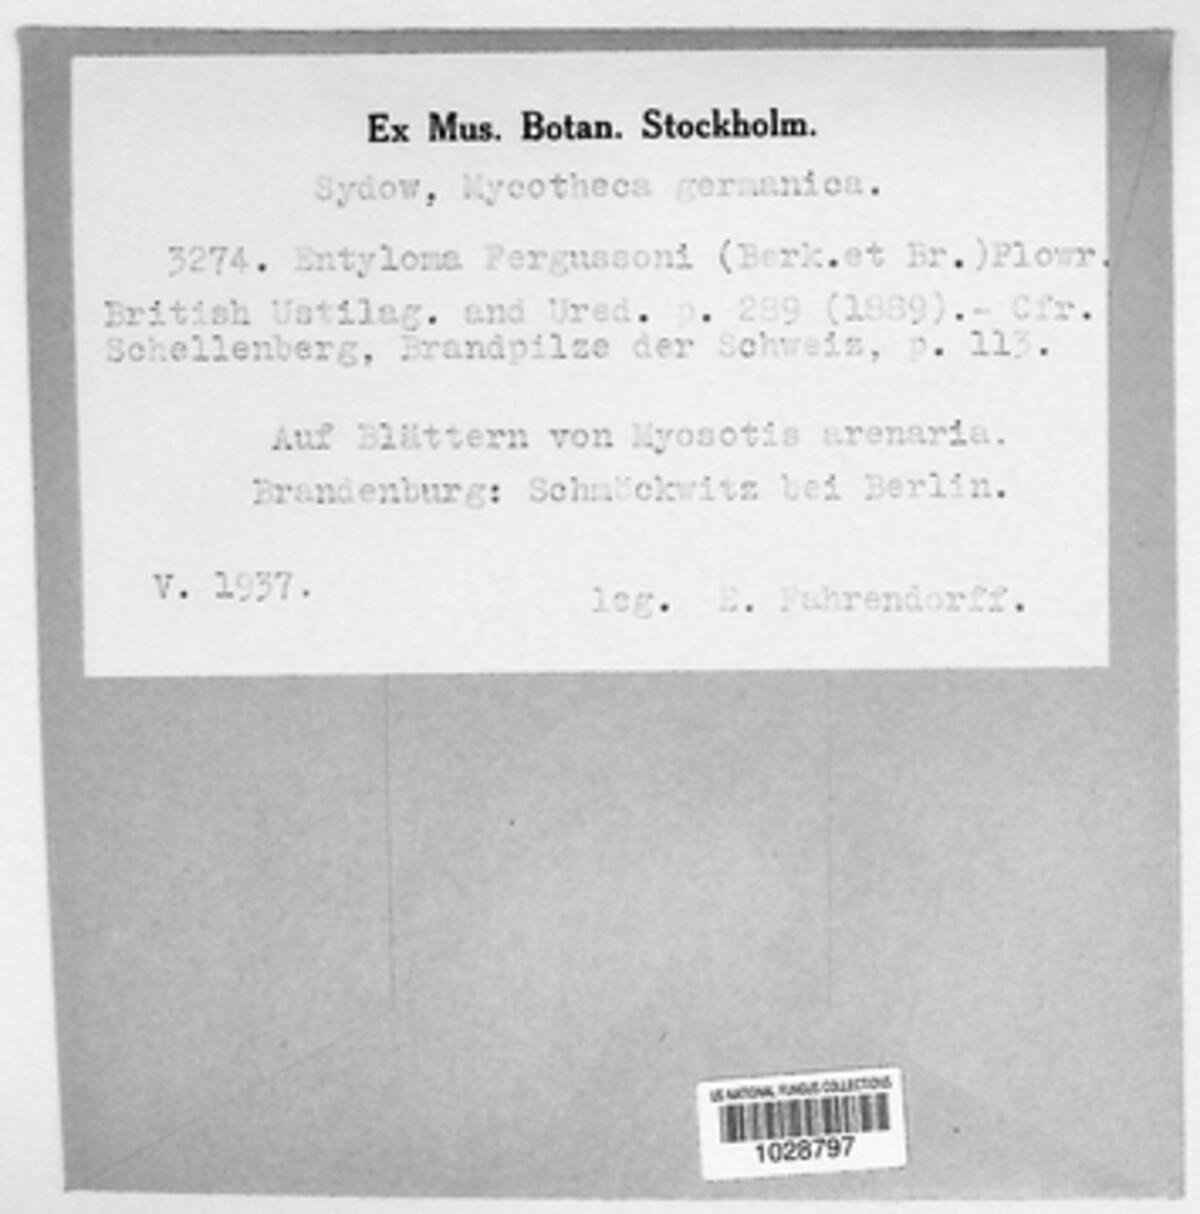 Ex Mus. Botan. Stockholm.
Sydow, Mycotheca germanica.
3274. Entyloma Fergussoni (Berk.et Br.)Plowr.
British Ustilag. and Ured. p. 289 (1889).- Cfr.
Schellenberg, Brandpilze der Schweiz, p. 113.
Auf Blättern von Myosotis arenaria.
Brandenburg: Schmöckwitz bei Berlin.
V. 1937.
leg. E. Fahrendorff.
US NATIONAL FUNGUS COLLECTIONS
1028797